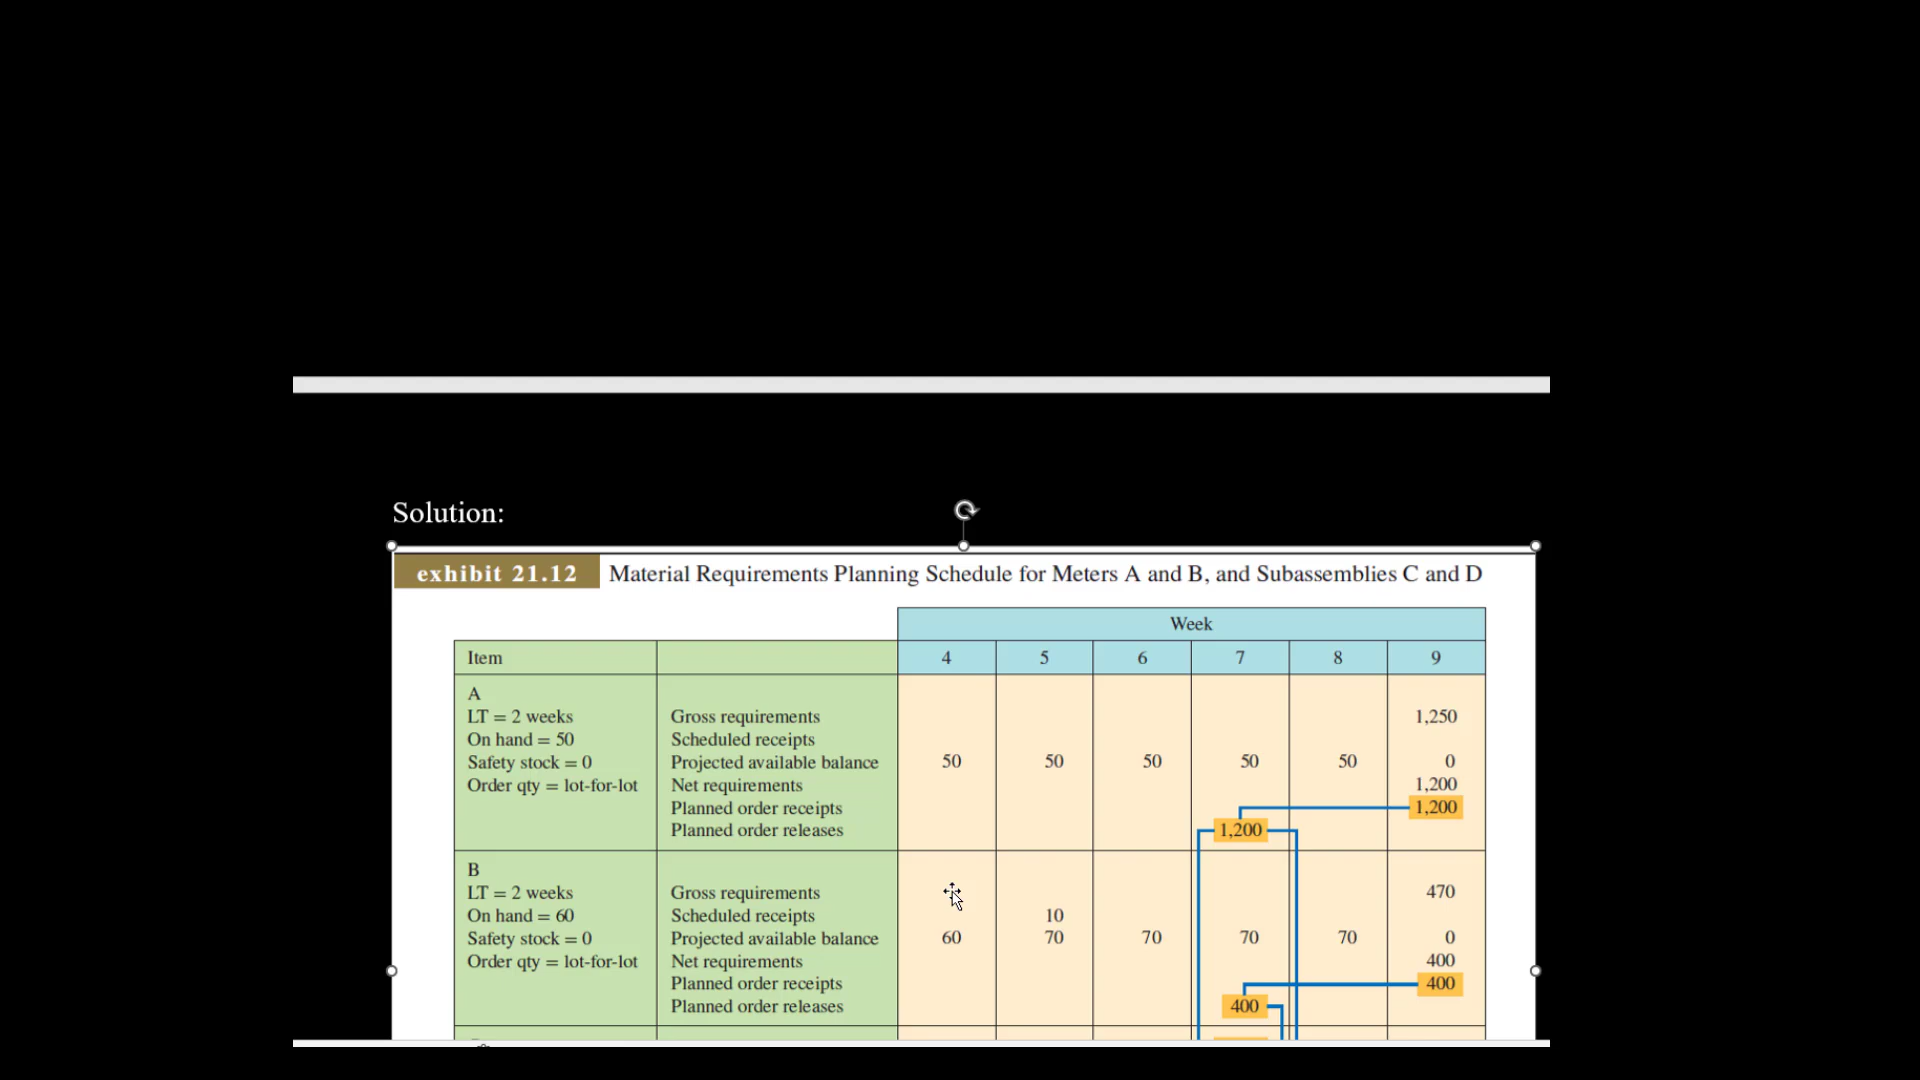 Solution:
exhibit 21.12 Material Requirements Planning Schedule for Meters A and B, and Subassemblies C and D
Week
Item 4 5 6 7 8 9
A
LT = 2 weeks Gross requirements 1,250
On hand = 50 Scheduled receipts
Safety stock = 0 Projected available balance 50 50 50 50 50 0
Order qty = lot-for-lot Net requirements 1,200
Planned order receipts 1,200
Planned order releases 1,200
B
LT = 2 weeks Gross requirements 470
On hand = 60 Scheduled receipts 10
Safety stock = 0 Projected available balance 60 70 70 70 70 0
Order qty = lot-for-lot Net requirements 400
Planned order receipts 400
Planned order releases 400